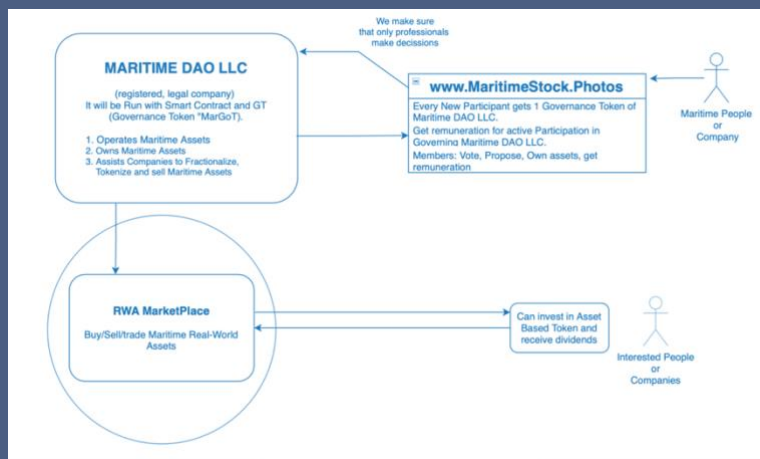 We make sure
that only professionals
make decissions
MARITIME DAO LLC
(registered, legal company)
It will be Run with Smart Contract and GT
(Governance Token "MarGoT).
1. Operates Maritime Assets
2. Owns Maritime Assets
3. Assists Companies to Fractionalize,
Tokenize and sell Maritime Assets
www.MaritimeStock.Photos
Every New Participant gets 1 Governance Token of
Maritime DAO LLC.
Get remuneration for active Participation in
Governing Maritime DAO LLC.
Members: Vote, Propose, Own assets, get
remuneration
Maritime People
or
Company
RWA MarketPlace
Buy/Sell/trade Maritime Real-World
Assets
Can invest in Asset
Based Token and
receive dividends
Interested People
or
Companies